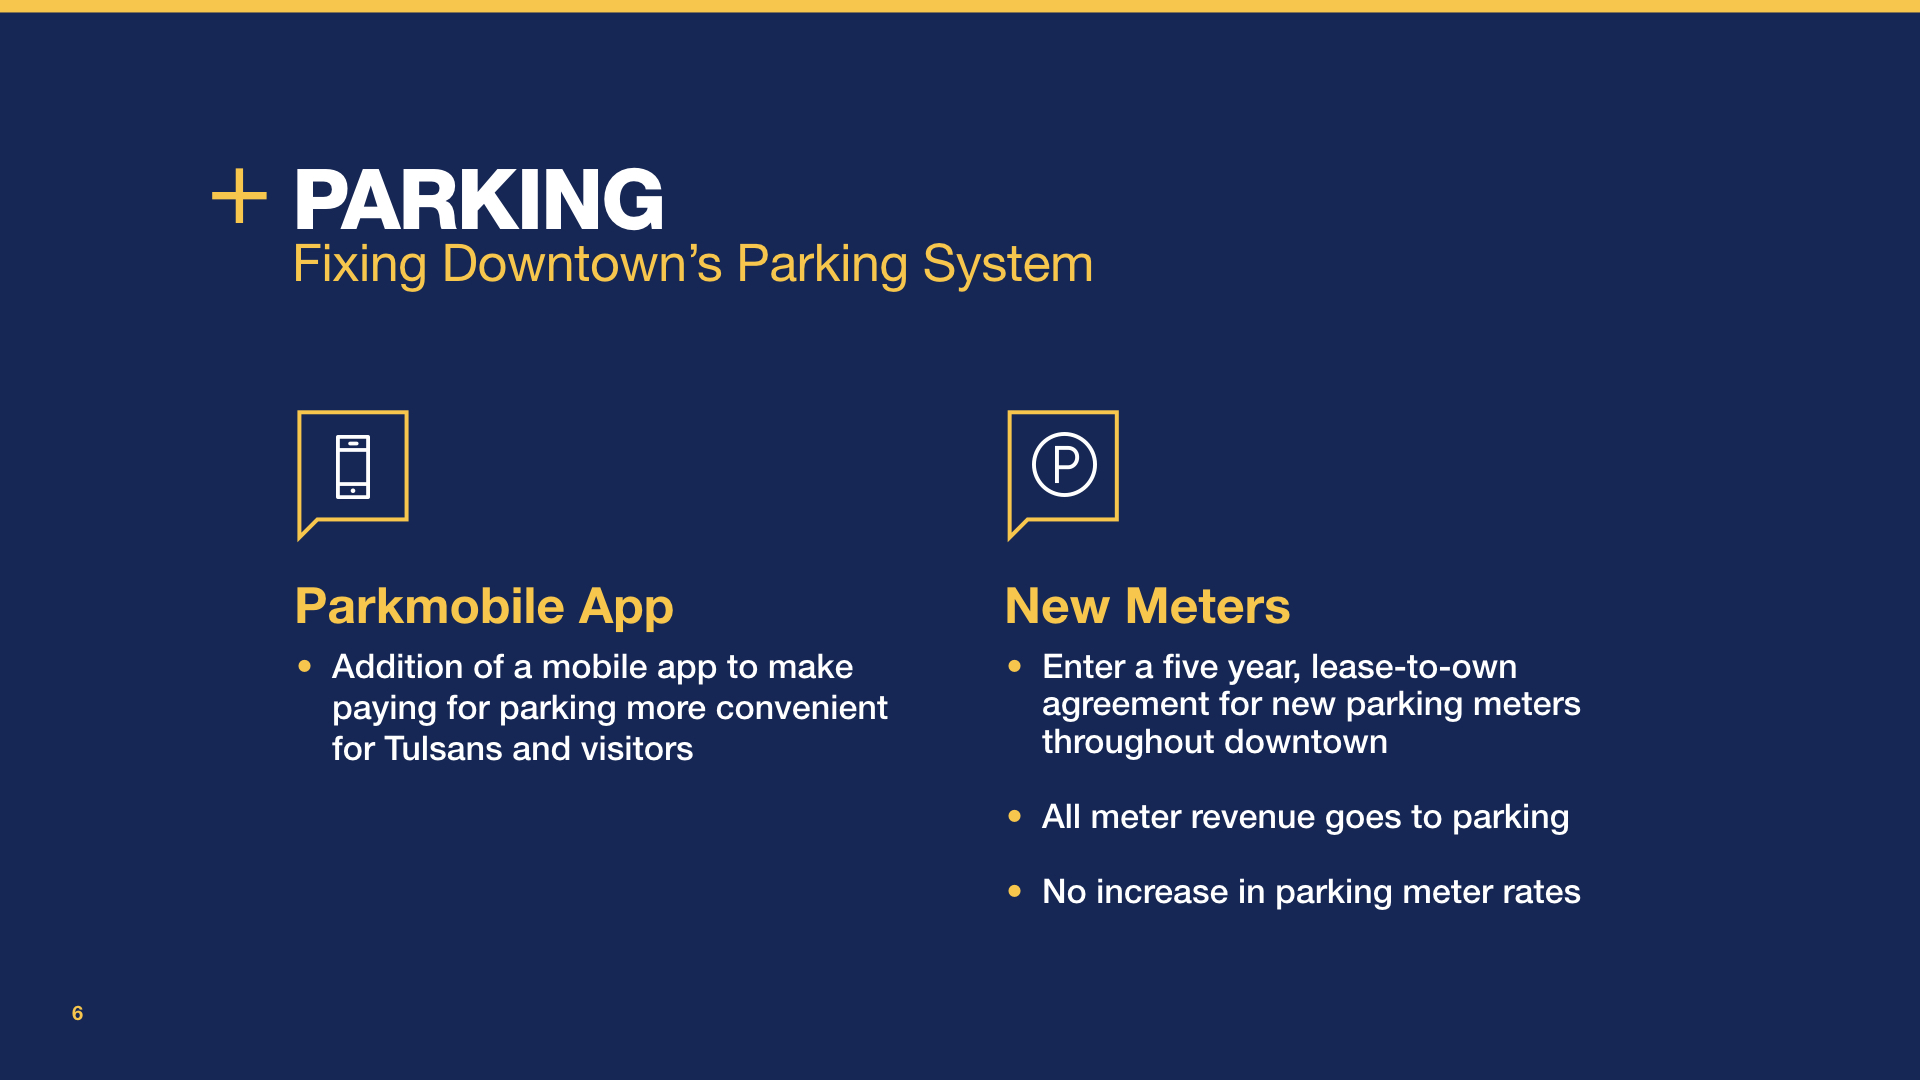 + PARKING
Fixing Downtown’s Parking System
Parkmobile App
• Addition of a mobile app to make
paying for parking more convenient
for Tulsans and visitors
P
New Meters
• Enter a five year, lease-to-own
agreement for new parking meters
throughout downtown
• All meter revenue goes to parking
• No increase in parking meter rates
6